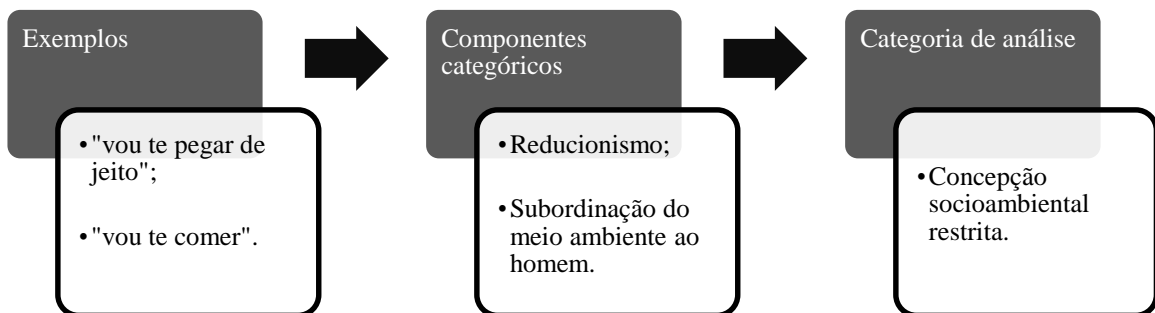 Exemplos
•"vou te pegar de
jeito";
•"vou te comer".
Componentes
categóricos
•Reducionismo;
•Subordinação do
meio ambiente ao
homem.
Categoria de análise
•Concepção
socioambiental
restrita.